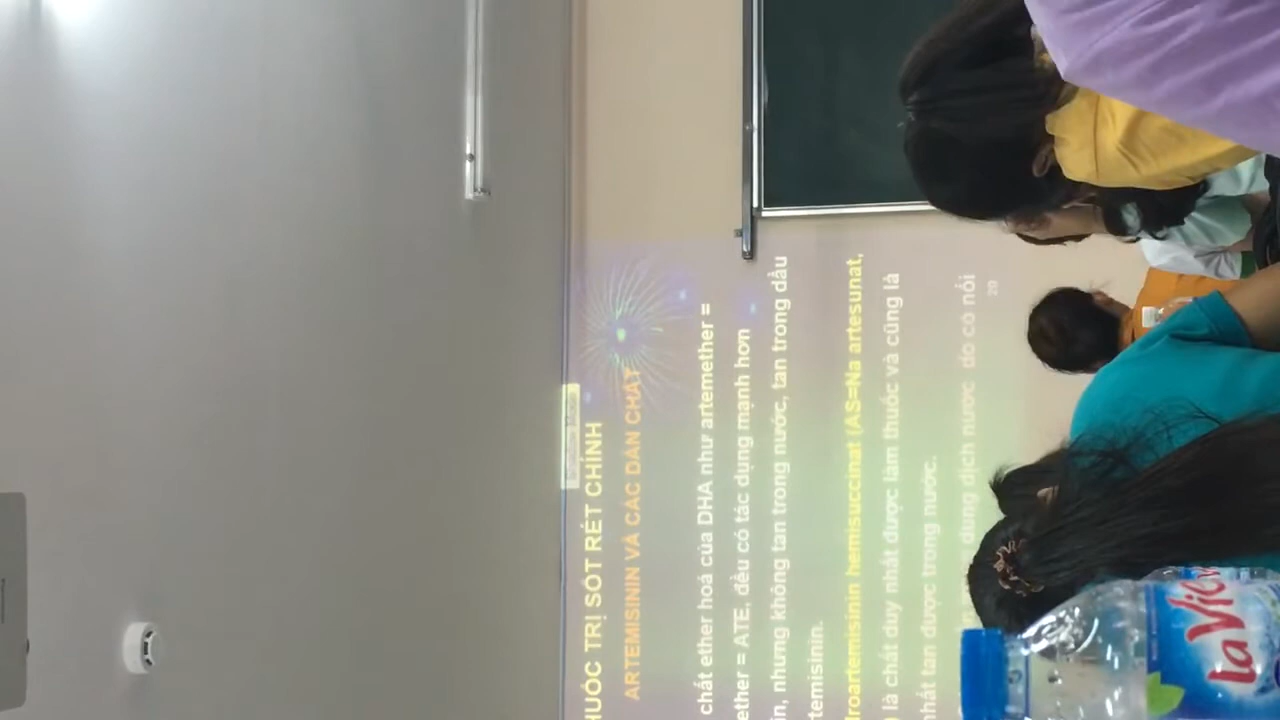 HUỐC TRỊ SỐT RÉT CHÍNH
ARTEMISININ VÀ CÁC DẪN CHẤT
chất ether hoá của DHA như artemether =
ether = ATE, đều có tác dụng mạnh hơn
in, nhưng không tan trong nước, tan trong dầu
temisinin.
droartemisinin hemisuccinat (AS=Na artesunat,
) là chất duy nhất được làm thuốc và cũng là
nhất tan được trong nước.
dung dịch nước do có nối
20
LaVie